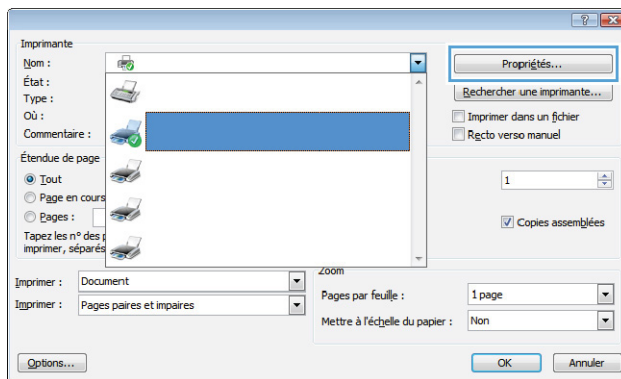 Imprimante
Nom :
Propriétés...
État :
Type :
Rechercher une imprimante...
Où :
Imprimer dans un fichier
Commentaire :
Recto verso manuel
Étendue de page
Tout
1
Page en cours
Pages :
Copies assemblées
Tapez les n° des
imprimer, séparés
Imprimer :
Document
Zoom
Imprimer :
Pages paires et impaires
Pages par feuille :
1 page
Mettre à l'échelle du papier :
Non
Options...
OK
Annuler